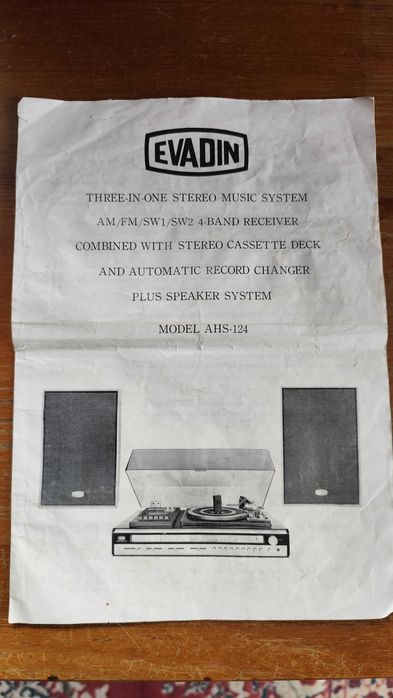 EVADIN
THREE-IN-ONE STEREO MUSIC SYSTEM
AM/FM/SW1/SW2 4-BAND RECEIVER
COMBINED WITH STEREO CASSETTE DECK
AND AUTOMATIC RECORD CHANGER
PLUS SPEAKER SYSTEM
MODEL AHS-124